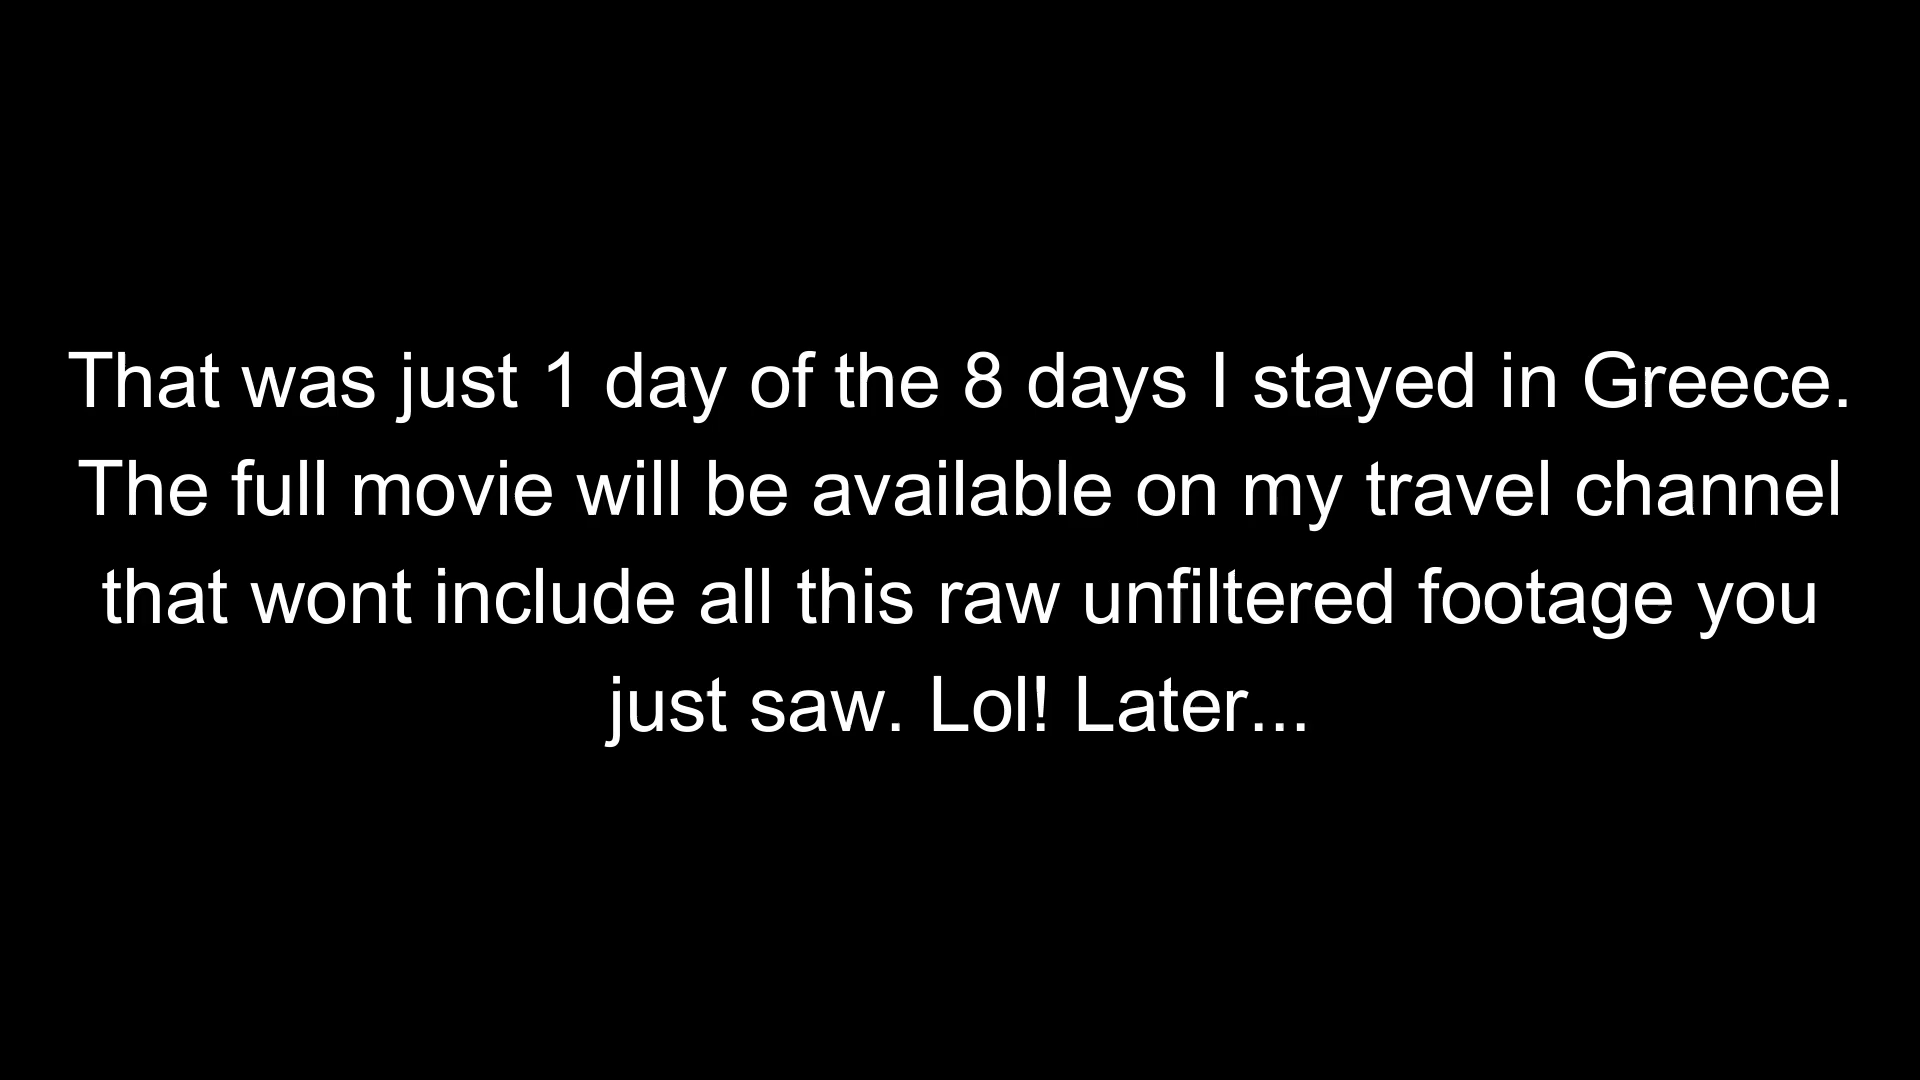 That was just 1 day of the 8 days I stayed in Greece.
The full movie will be available on my travel channel
that wont include all this raw unfiltered footage you
just saw. Lol! Later...